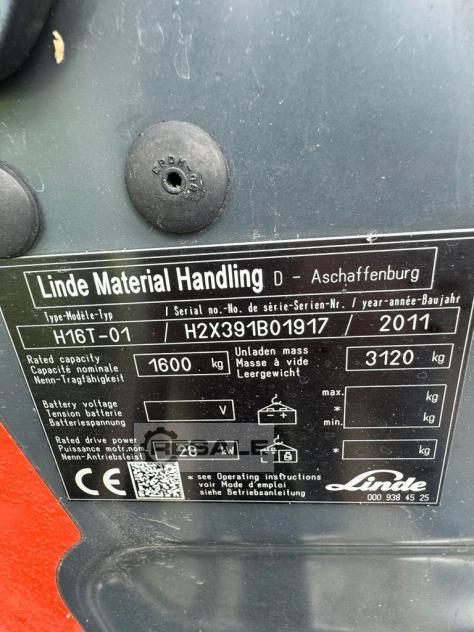 EPDM-
Linde Material Handling D - Aschaffenburg
Type-Modèle-Typ / Serial no.-No. de série-Serien-Nr. / year-année-Baujahr
H16T-01 / H2X391B01917 / 2011
Rated capacity
Capacité nominale 1600 kg
Nenn-Tragfähigkeit
Unladen mass
Masse à vide 3120 kg
Leergewicht
Battery voltage
Tension batterie V
Batteriespannung
max. kg
*
min. kg
Rated drive power
Puissance motr.nom 28 kW
Nenn-Antriebsleist
* kg
CE
* see Operating instructions
voir Mode d'emploi
siehe Betriebsanleitung
Linde
000 938 45 25
RESALE